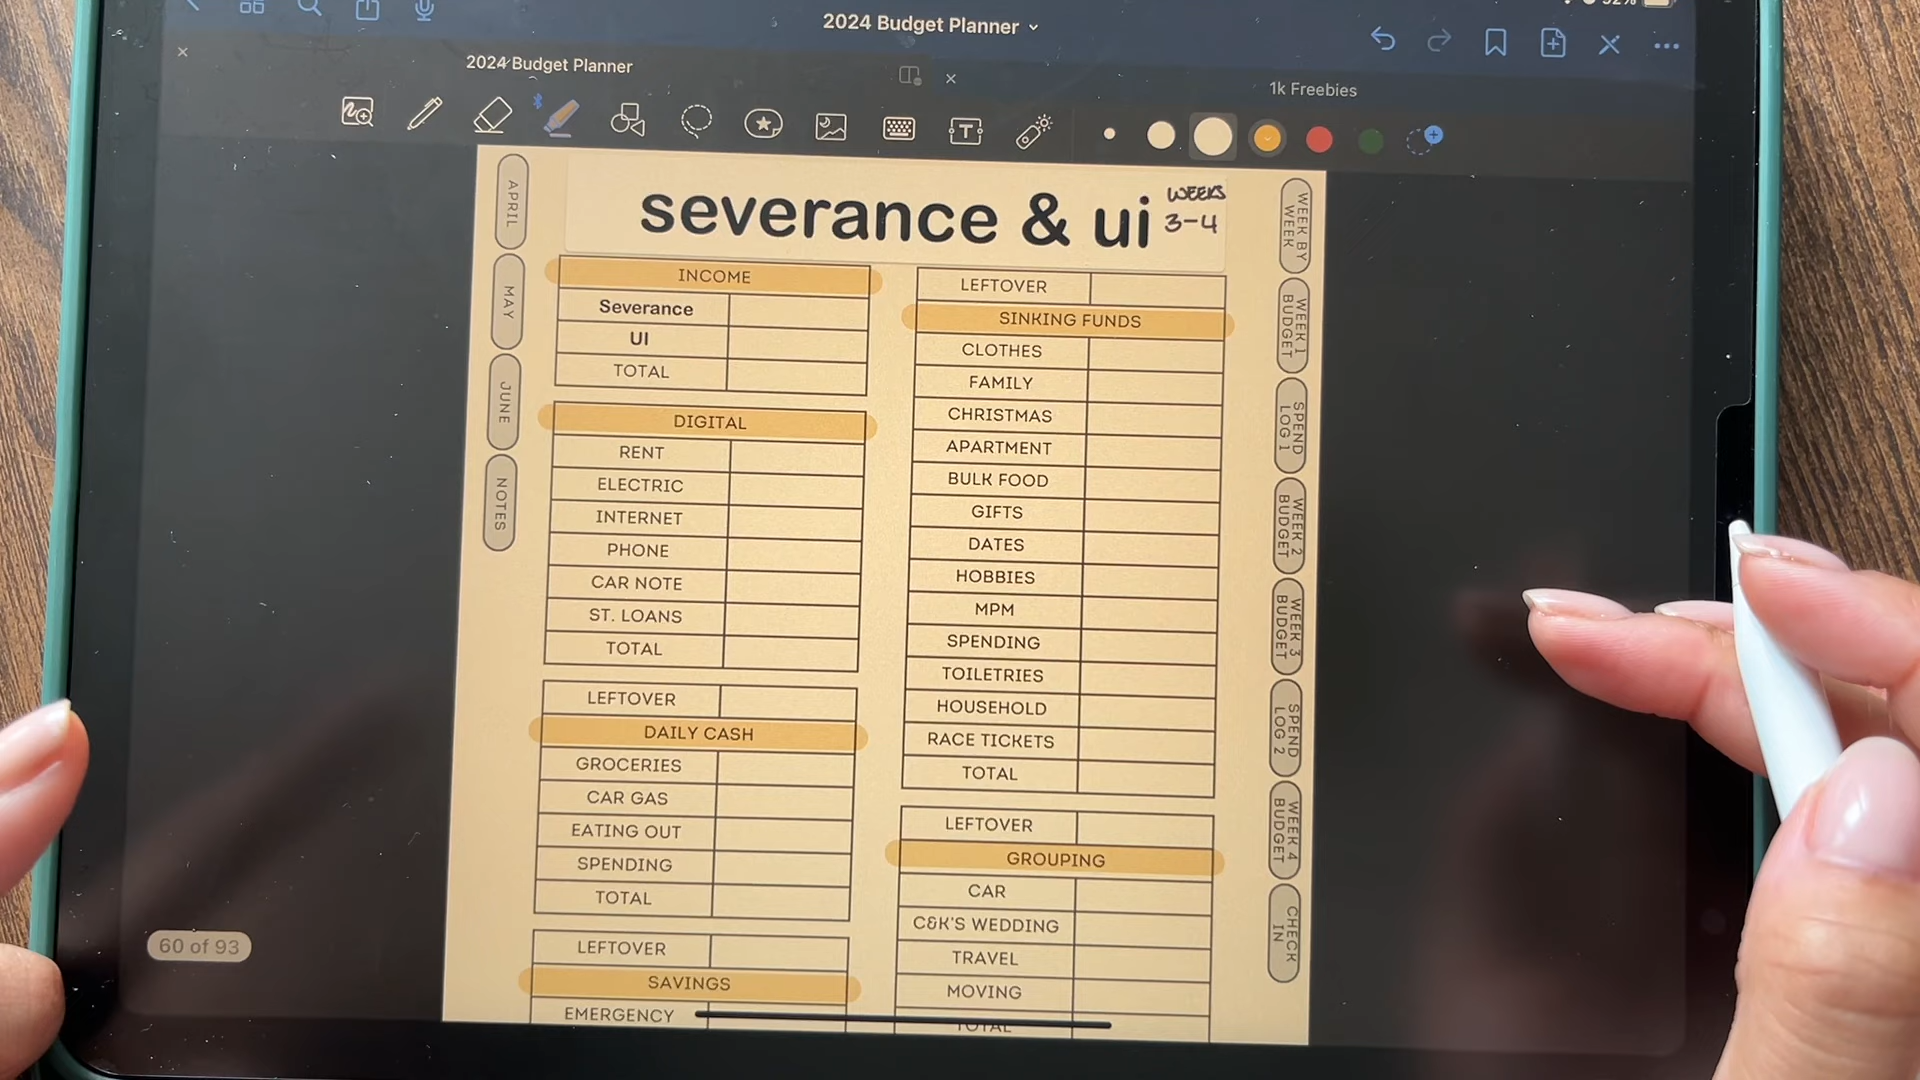 2024 Budget Planner
2024 Budget Planner
1k Freebies
severance & ui
WEEKS
3-4
APRIL
MAY
JUNE
NOTES
INCOME
Severance
UI
TOTAL
DIGITAL
RENT
ELECTRIC
INTERNET
PHONE
CAR NOTE
ST. LOANS
TOTAL
LEFTOVER
DAILY CASH
GROCERIES
CAR GAS
EATING OUT
SPENDING
TOTAL
LEFTOVER
SAVINGS
EMERGENCY
LEFTOVER
SINKING FUNDS
CLOTHES
FAMILY
CHRISTMAS
APARTMENT
BULK FOOD
GIFTS
DATES
HOBBIES
MPM
SPENDING
TOILETRIES
HOUSEHOLD
RACE TICKETS
TOTAL
LEFTOVER
GROUPING
CAR
C&K'S WEDDING
TRAVEL
MOVING
TOTAL
WEEK BY
WEEK
WEEK 1
BUDGET
SPEND
LOG 1
WEEK 2
BUDGET
WEEK 3
BUDGET
SPEND
LOG 2
WEEK 4
BUDGET
CHECK
IN
60 of 93